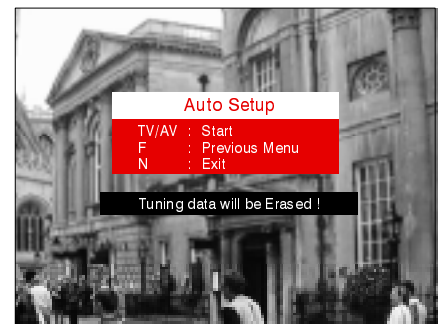 Auto Setup
TV/AV : Start
F : Previous Menu
N : Exit
Tuning data will be Erased !